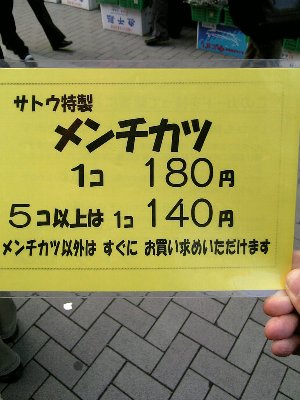 サトウ特製
メンチカツ
1コ 180円
5コ以上は 1コ 140円
メンチカツ以外は すぐに お買い求めいただけます